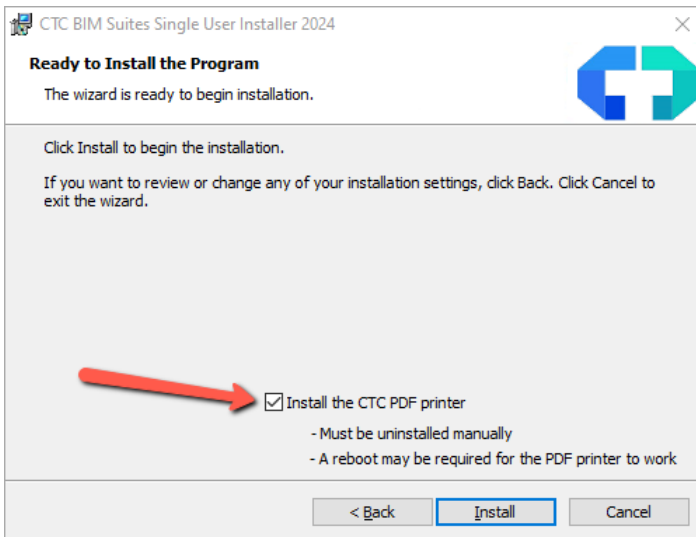 CTC BIM Suites Single User Installer 2024
Ready to Install the Program
The wizard is ready to begin installation.
Click Install to begin the installation.
If you want to review or change any of your installation settings, click Back. Click Cancel to
exit the wizard.
Install the CTC PDF printer
- Must be uninstalled manually
- A reboot may be required for the PDF printer to work
< Back
Install
Cancel